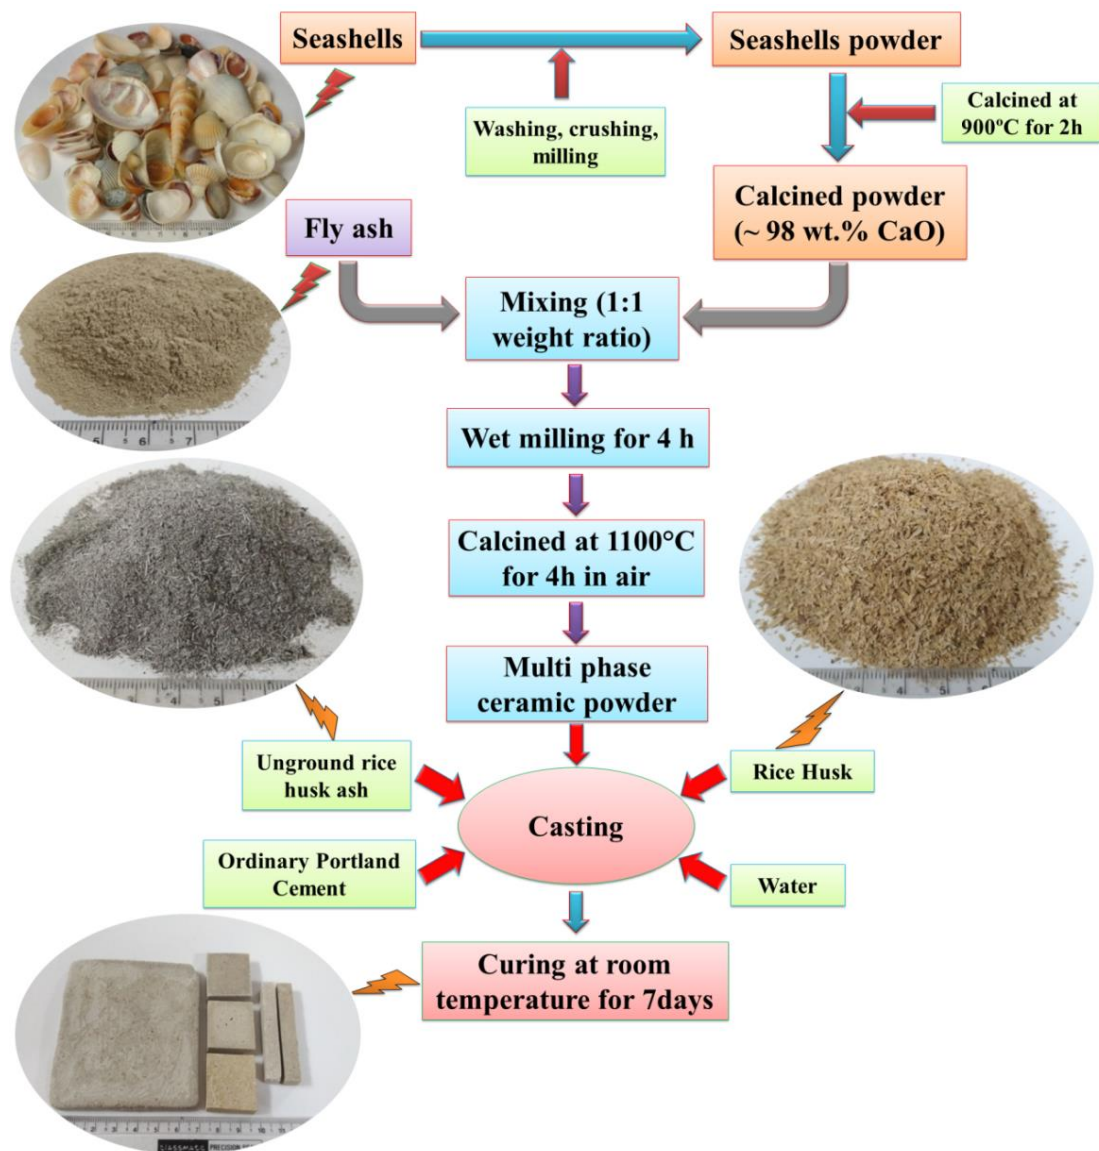 Seashells
Seashells powder
Washing, crushing,
milling
Calcined at
900°C for 2h
Calcined powder
(~ 98 wt.% CaO)
Fly ash
Mixing (1:1
weight ratio)
Wet milling for 4 h
Calcined at 1100°C
for 4h in air
Multi phase
ceramic powder
Unground rice
husk ash
Rice Husk
Casting
Ordinary Portland
Cement
Water
Curing at room
temperature for 7days